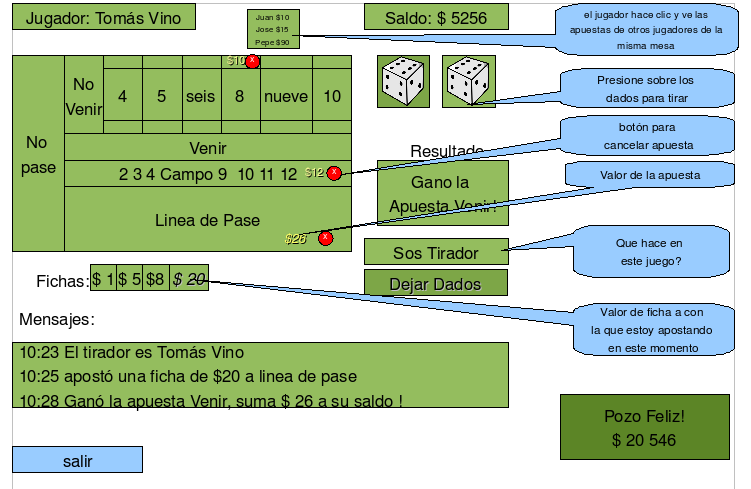 Jugador: Tomás Vino
Juan $10
Jose $15
Pepe $90
Saldo: $ 5256
el jugador hace clic y ve las
apuestas de otros jugadores de la
misma mesa
No
pase
No
Venir
$10 x
4 5 seis 8 nueve 10
Presione sobre los
dados para tirar
Venir
2 3 4 Campo 9 10 11 12 $12 x
Linea de Pase
$26 x
Resultado
Gano la
Apuesta Venir!
botón para
cancelar apuesta
Valor de la apuesta
Sos Tirador
Que hace en
este juego?
Dejar Dados
Fichas: $ 1 $ 5 $8 $ 20
Valor de ficha a con
la que estoy apostando
en este momento
Mensajes:
10:23 El tirador es Tomás Vino
10:25 apostó una ficha de $20 a linea de pase
10:28 Ganó la apuesta Venir, suma $ 26 a su saldo !
Pozo Feliz!
$ 20 546
salir